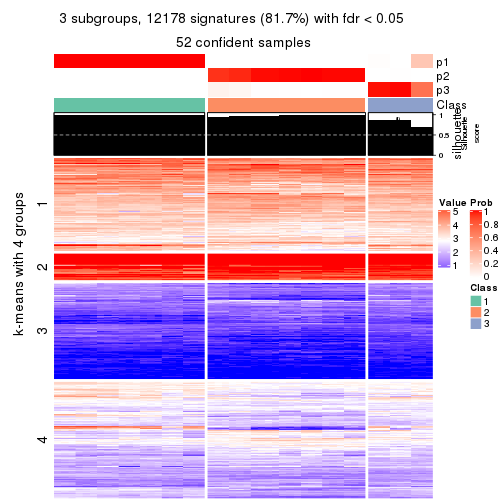 3 subgroups, 12178 signatures (81.7%) with fdr < 0.05
52 confident samples
p1
p2
p3
Class
1
0.5
0
silhouette
Silhouette
score
k-means with 4 groups
1
2
3
4
Value
5
4
3
2
1
Prob
1
0.8
0.6
0.4
0.2
0
Class
1
2
3